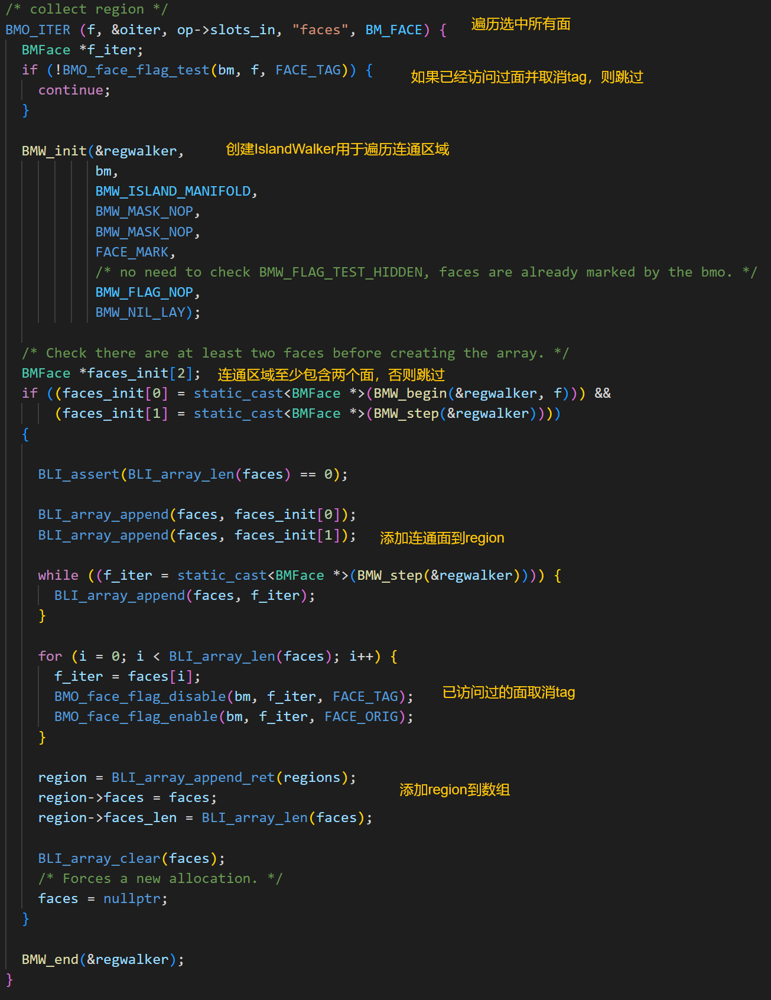 /* collect region */
BMO_ITER (f, &oiter, op->slots_in, "faces", BM_FACE) { 遍历选中所有面
BMFace *f_iter;
if (!BMO_face_flag_test(bm, f, FACE_TAG)) { 如果已经访问过面并取消tag，则跳过
continue;
}
BMW_init(&regwalker, 创建IslandWalker用于遍历连通区域
bm,
BMW_ISLAND_MANIFOLD,
BMW_MASK_NOP,
BMW_MASK_NOP,
FACE_MARK,
/* no need to check BMW_FLAG_TEST_HIDDEN, faces are already marked by the bmo. */
BMW_FLAG_NOP,
BMW_NIL_LAY);
/* Check there are at least two faces before creating the array. */
BMFace *faces_init[2]; 连通区域至少包含两个面，否则跳过
if ((faces_init[0] = static_cast<BMFace *>(BMW_begin(&regwalker, f))) &&
(faces_init[1] = static_cast<BMFace *>(BMW_step(&regwalker))))
{
BLI_assert(BLI_array_len(faces) == 0);
BLI_array_append(faces, faces_init[0]);
BLI_array_append(faces, faces_init[1]); 添加连通面到region
while ((f_iter = static_cast<BMFace *>(BMW_step(&regwalker)))) {
BLI_array_append(faces, f_iter);
}
for (i = 0; i < BLI_array_len(faces); i++) {
f_iter = faces[i];
BMO_face_flag_disable(bm, f_iter, FACE_TAG); 已访问过的面取消tag
BMO_face_flag_enable(bm, f_iter, FACE_ORIG);
}
region = BLI_array_append_ret(regions);
region->faces = faces; 添加region到数组
region->faces_len = BLI_array_len(faces);
BLI_array_clear(faces);
/* Forces a new allocation. */
faces = nullptr;
}
BMW_end(&regwalker);
}